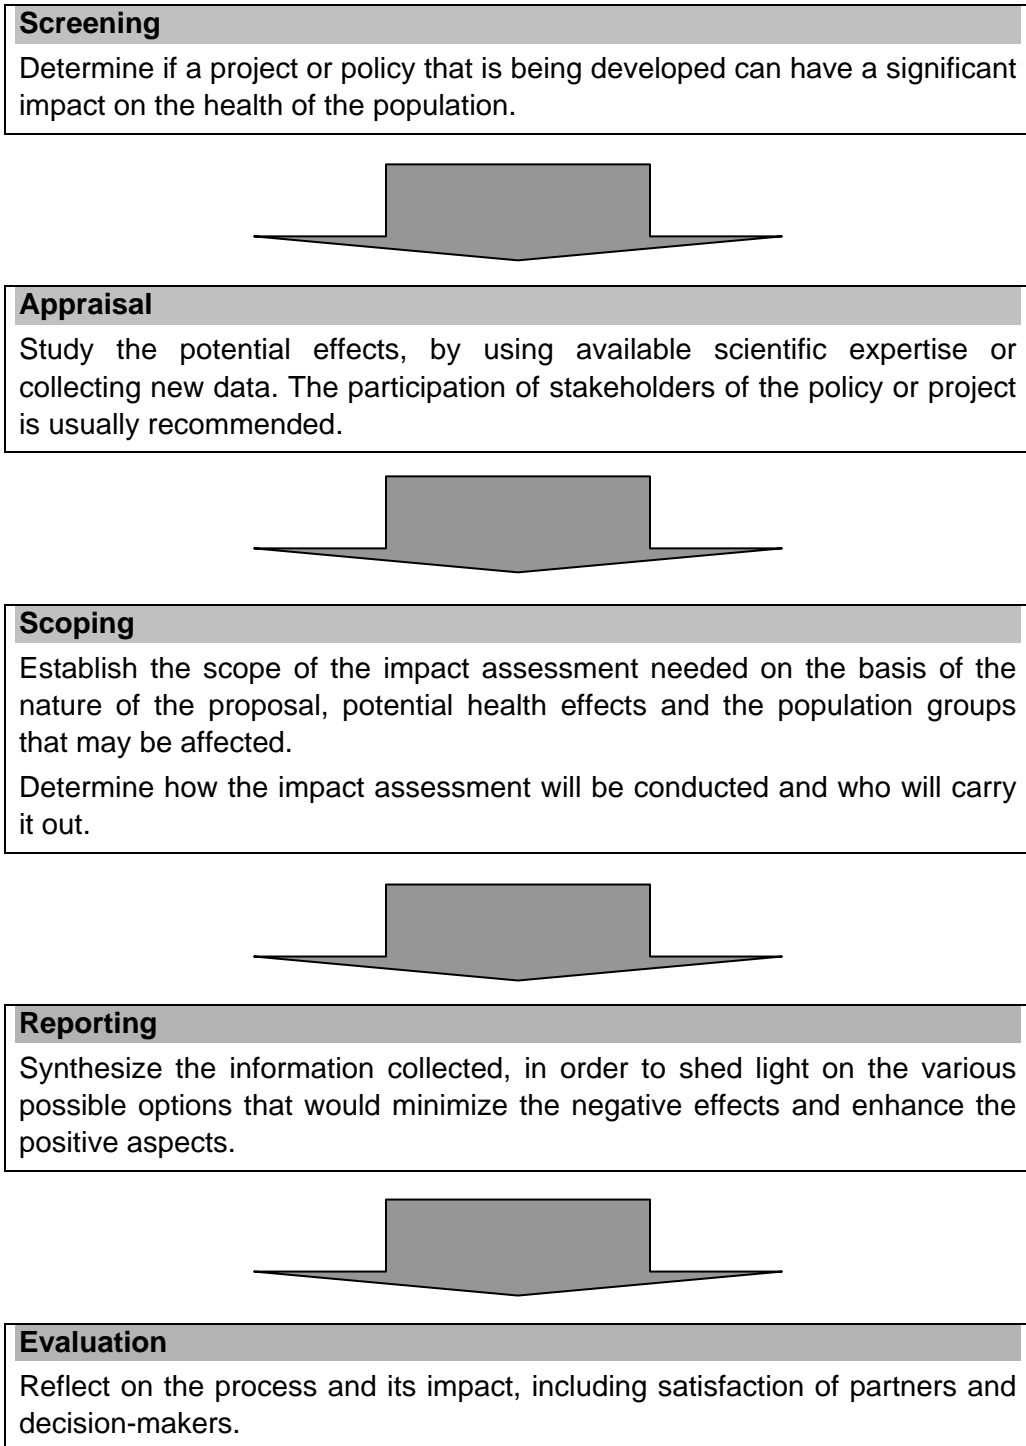 Screening
Determine if a project or policy that is being developed can have a significant
impact on the health of the population.
Appraisal
Study the potential effects, by using available scientific expertise or
collecting new data. The participation of stakeholders of the policy or project
is usually recommended.
Scoping
Establish the scope of the impact assessment needed on the basis of the
nature of the proposal, potential health effects and the population groups
that may be affected.
Determine how the impact assessment will be conducted and who will carry
it out.
Reporting
Synthesize the information collected, in order to shed light on the various
possible options that would minimize the negative effects and enhance the
positive aspects.
Evaluation
Reflect on the process and its impact, including satisfaction of partners and
decision-makers.